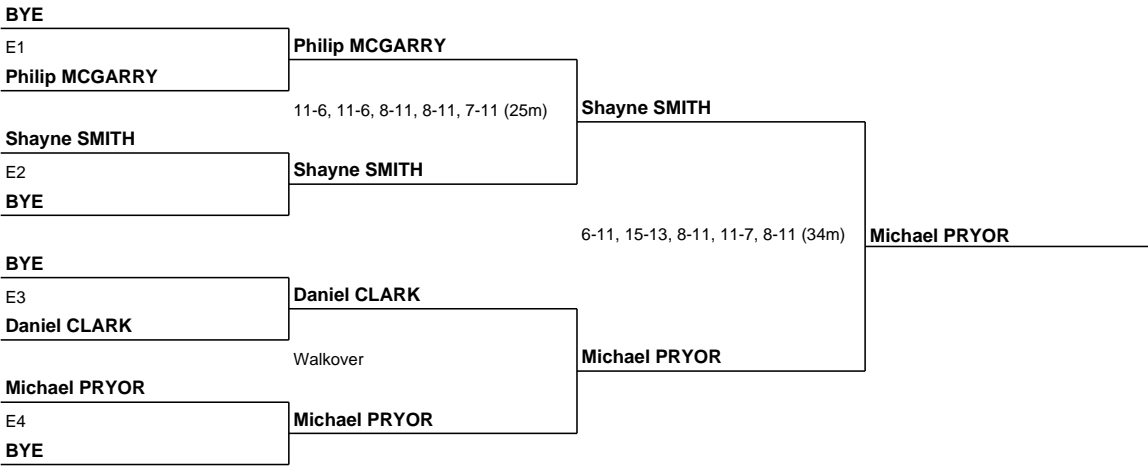 BYE
E1
Philip MCGARRY
Philip MCGARRY
11-6, 11-6, 8-11, 8-11, 7-11 (25m)
Shayne SMITH
Shayne SMITH
E2
BYE
Shayne SMITH
6-11, 15-13, 8-11, 11-7, 8-11 (34m)
Michael PRYOR
BYE
E3
Daniel CLARK
Daniel CLARK
Walkover
Michael PRYOR
Michael PRYOR
E4
BYE
Michael PRYOR